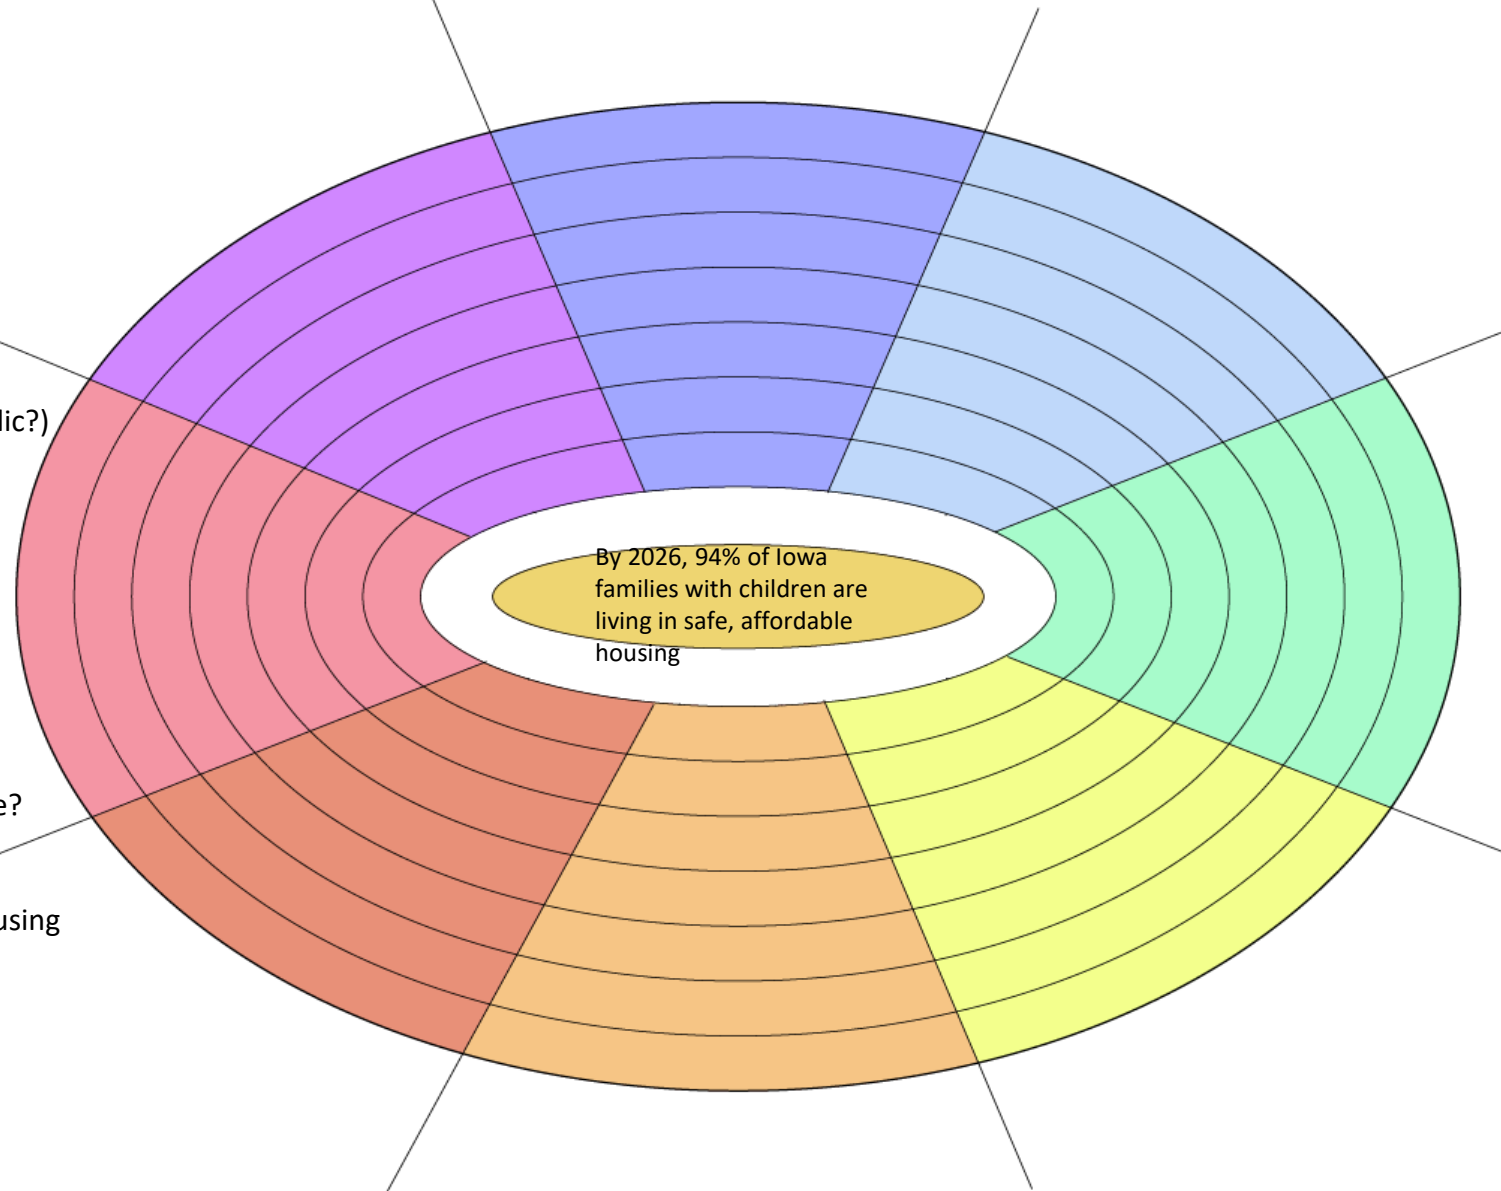 lic?)
By 2026, 94% of Iowa
families with children are
living in safe, affordable
housing
e?
using